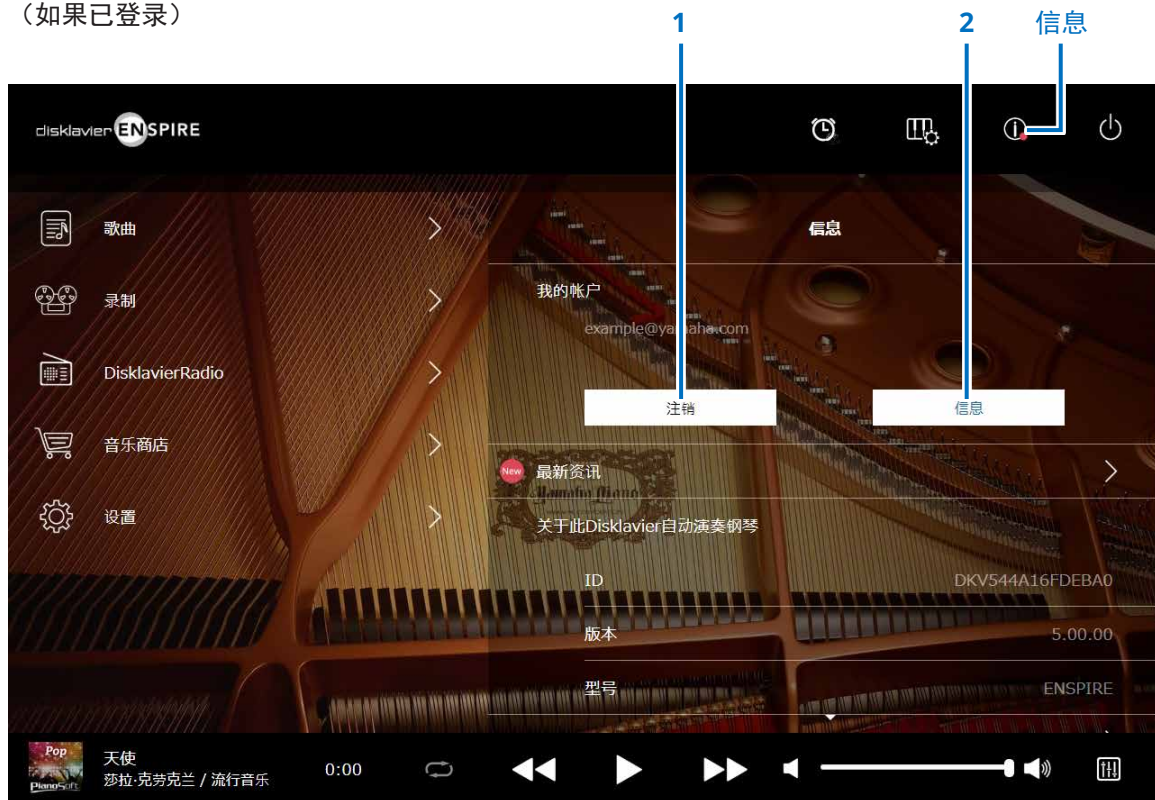 （如果已登录）
1
2
信息
disklavier ENSPIRE
歌曲
录制
DisklavierRadio
音乐商店
设置
信息
我的帐户
example@yamaha.com
注销
信息
New
最新资讯
Yamaha Piano
关于此Disklavier自动演奏钢琴
ID
DKV544A16FDEBA0
版本
5.00.00
型号
ENSPIRE
Pop
PianoSoft
天使
莎拉·克劳克兰 / 流行音乐
0:00